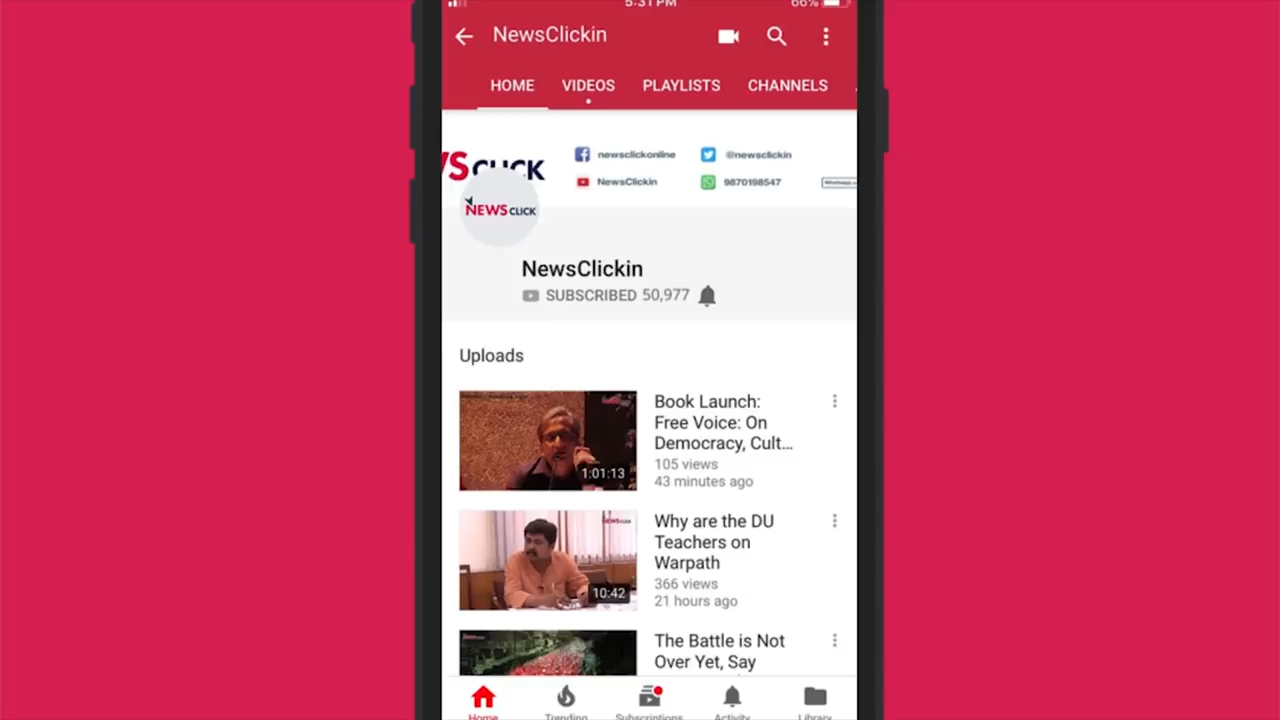 5:31 PM
66%
NewsClickin
HOME VIDEOS PLAYLISTS CHANNELS
CLICK
newsclickonline @newsclickin
NewsClickin 9870198547
NEWS CLICK
NewsClickin
SUBSCRIBED 50,977
Uploads
Book Launch:
Free Voice: On
Democracy, Cult...
105 views
43 minutes ago
1:01:13
Why are the DU
Teachers on
Warpath
366 views
21 hours ago
NEWSCLICK
10:42
The Battle is Not
Over Yet, Say
Home Trending Subscriptions Activity Library